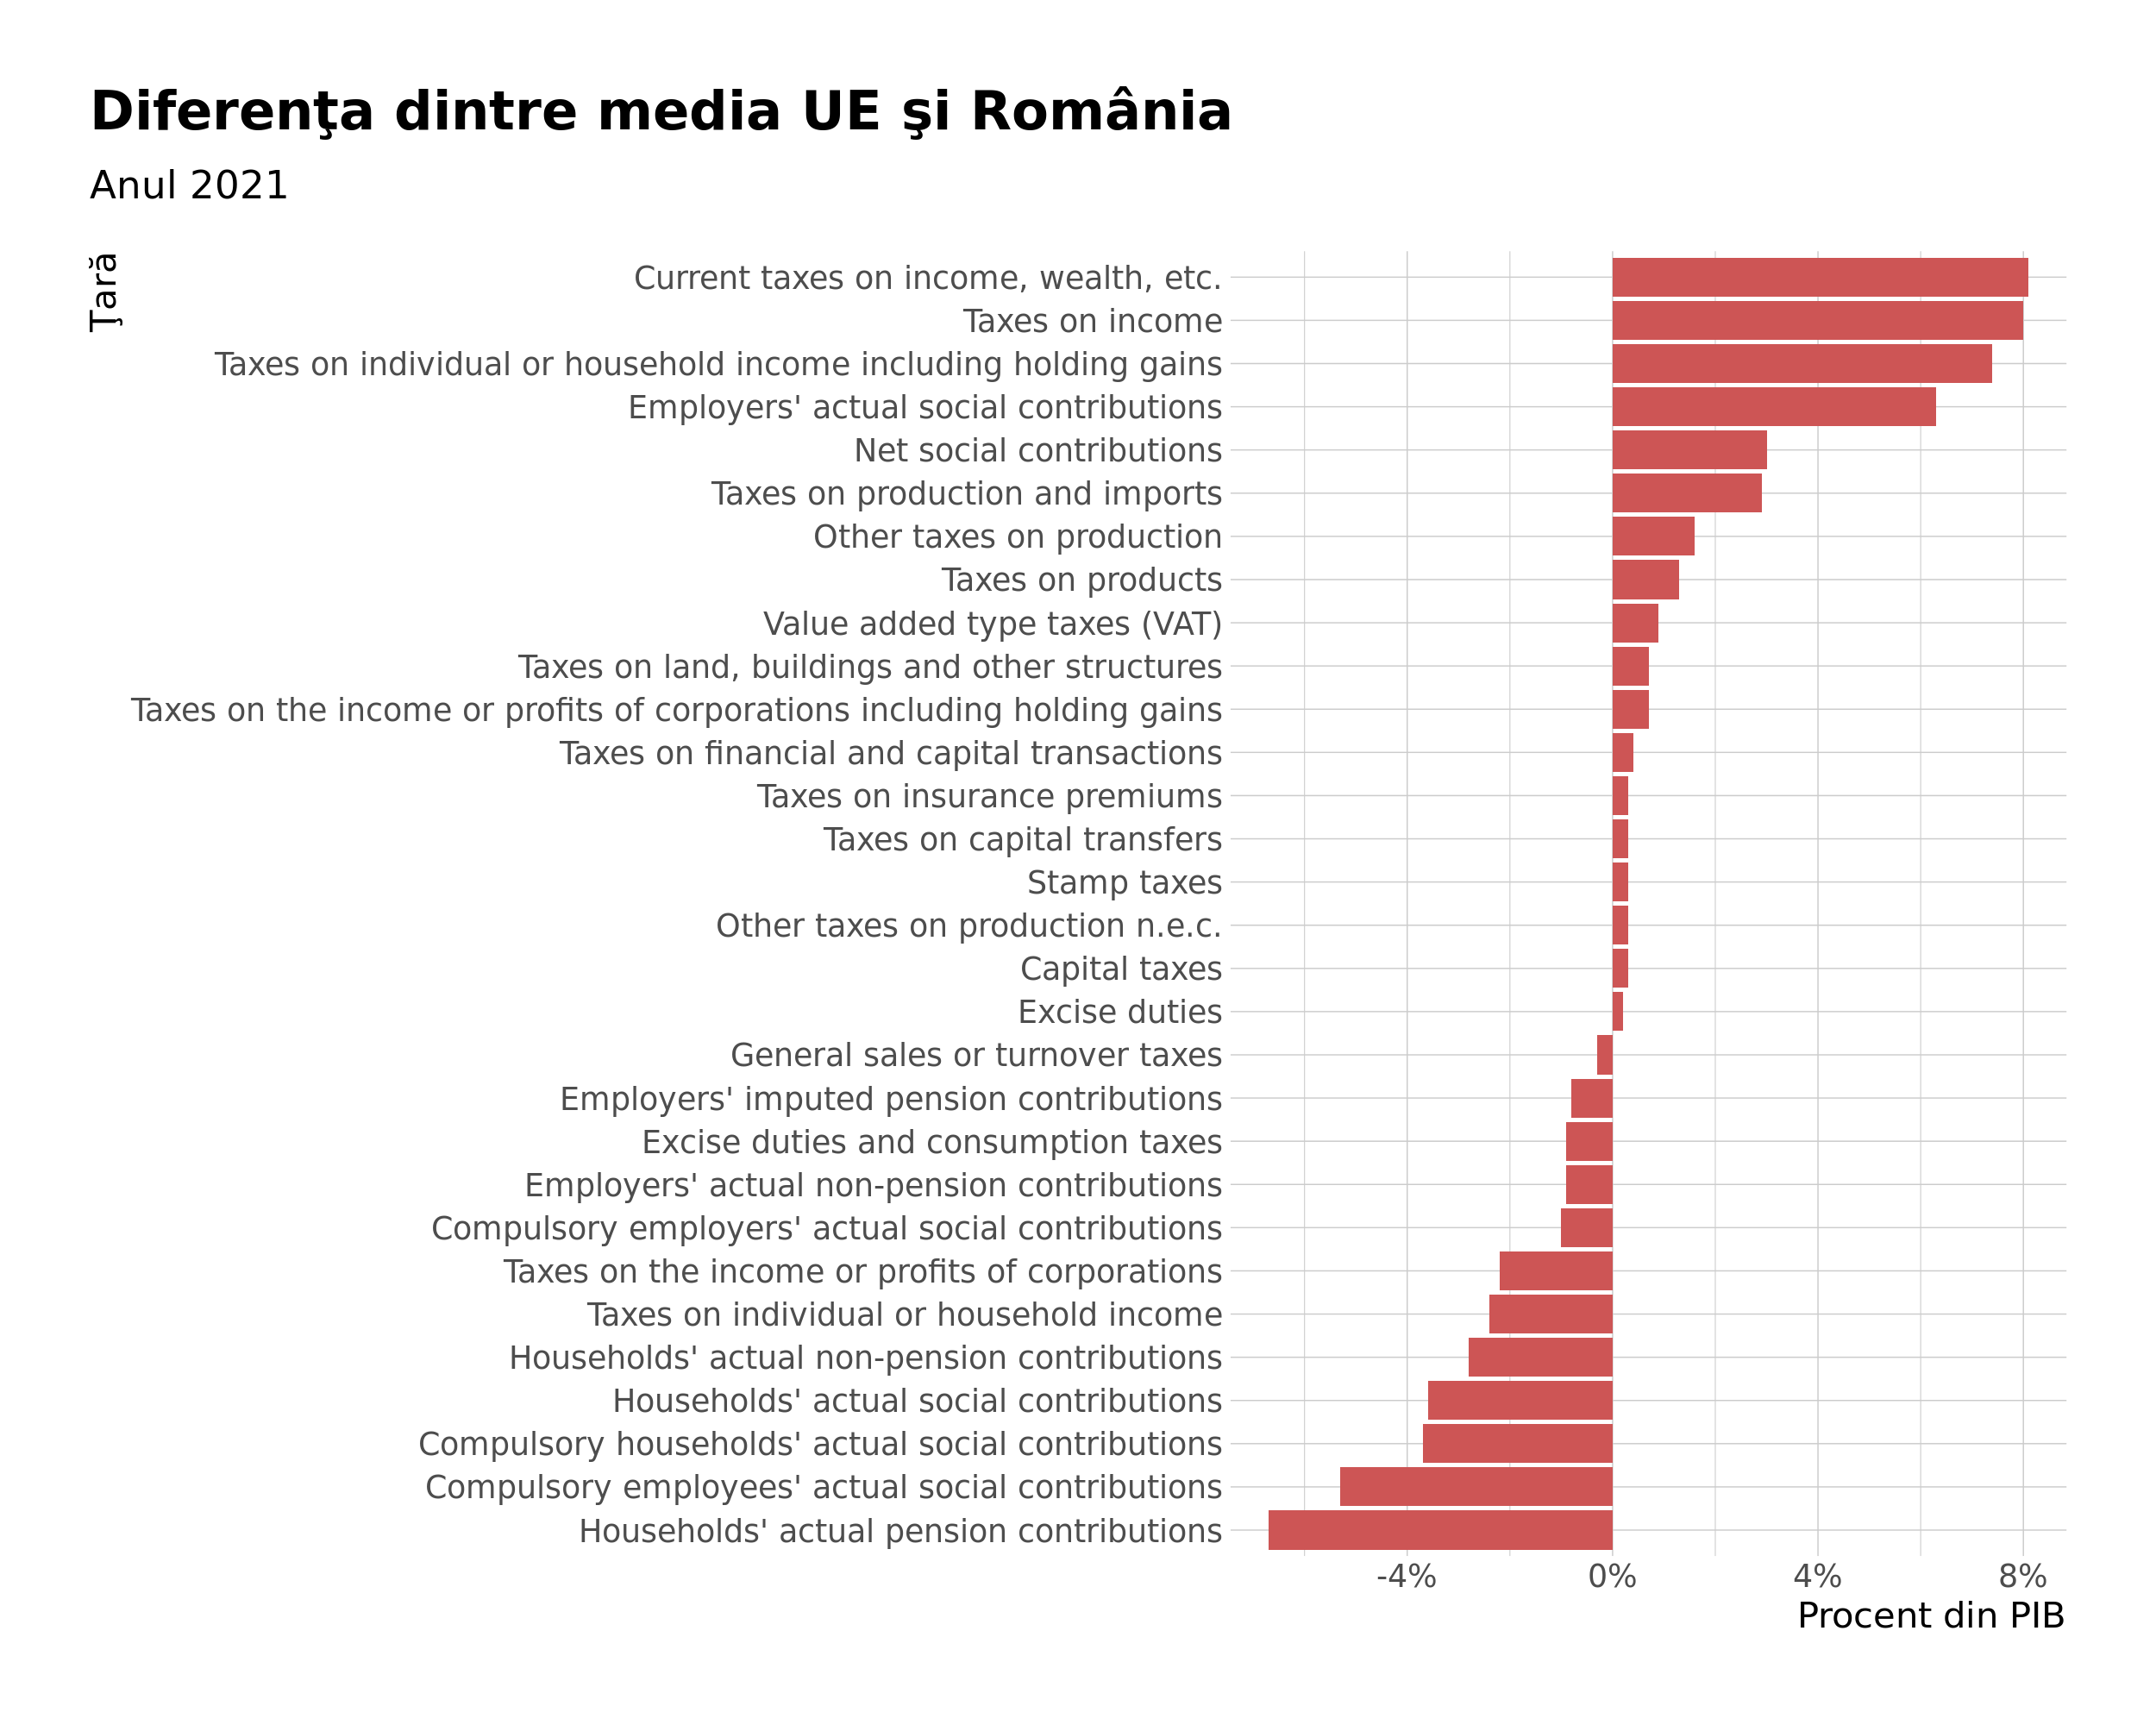 Diferenţa dintre media UE şi România
Anul 2021
Ţară
Current taxes on income, wealth, etc.
Taxes on income
Taxes on individual or household income including holding gains
Employers' actual social contributions
Net social contributions
Taxes on production and imports
Other taxes on production
Taxes on products
Value added type taxes (VAT)
Taxes on land, buildings and other structures
Taxes on the income or profits of corporations including holding gains
Taxes on financial and capital transactions
Taxes on insurance premiums
Taxes on capital transfers
Stamp taxes
Other taxes on production n.e.c.
Capital taxes
Excise duties
General sales or turnover taxes
Employers' imputed pension contributions
Excise duties and consumption taxes
Employers' actual non-pension contributions
Compulsory employers' actual social contributions
Taxes on the income or profits of corporations
Taxes on individual or household income
Households' actual non-pension contributions
Households' actual social contributions
Compulsory households' actual social contributions
Compulsory employees' actual social contributions
Households' actual pension contributions
-4% 0% 4% 8%
Procent din PIB